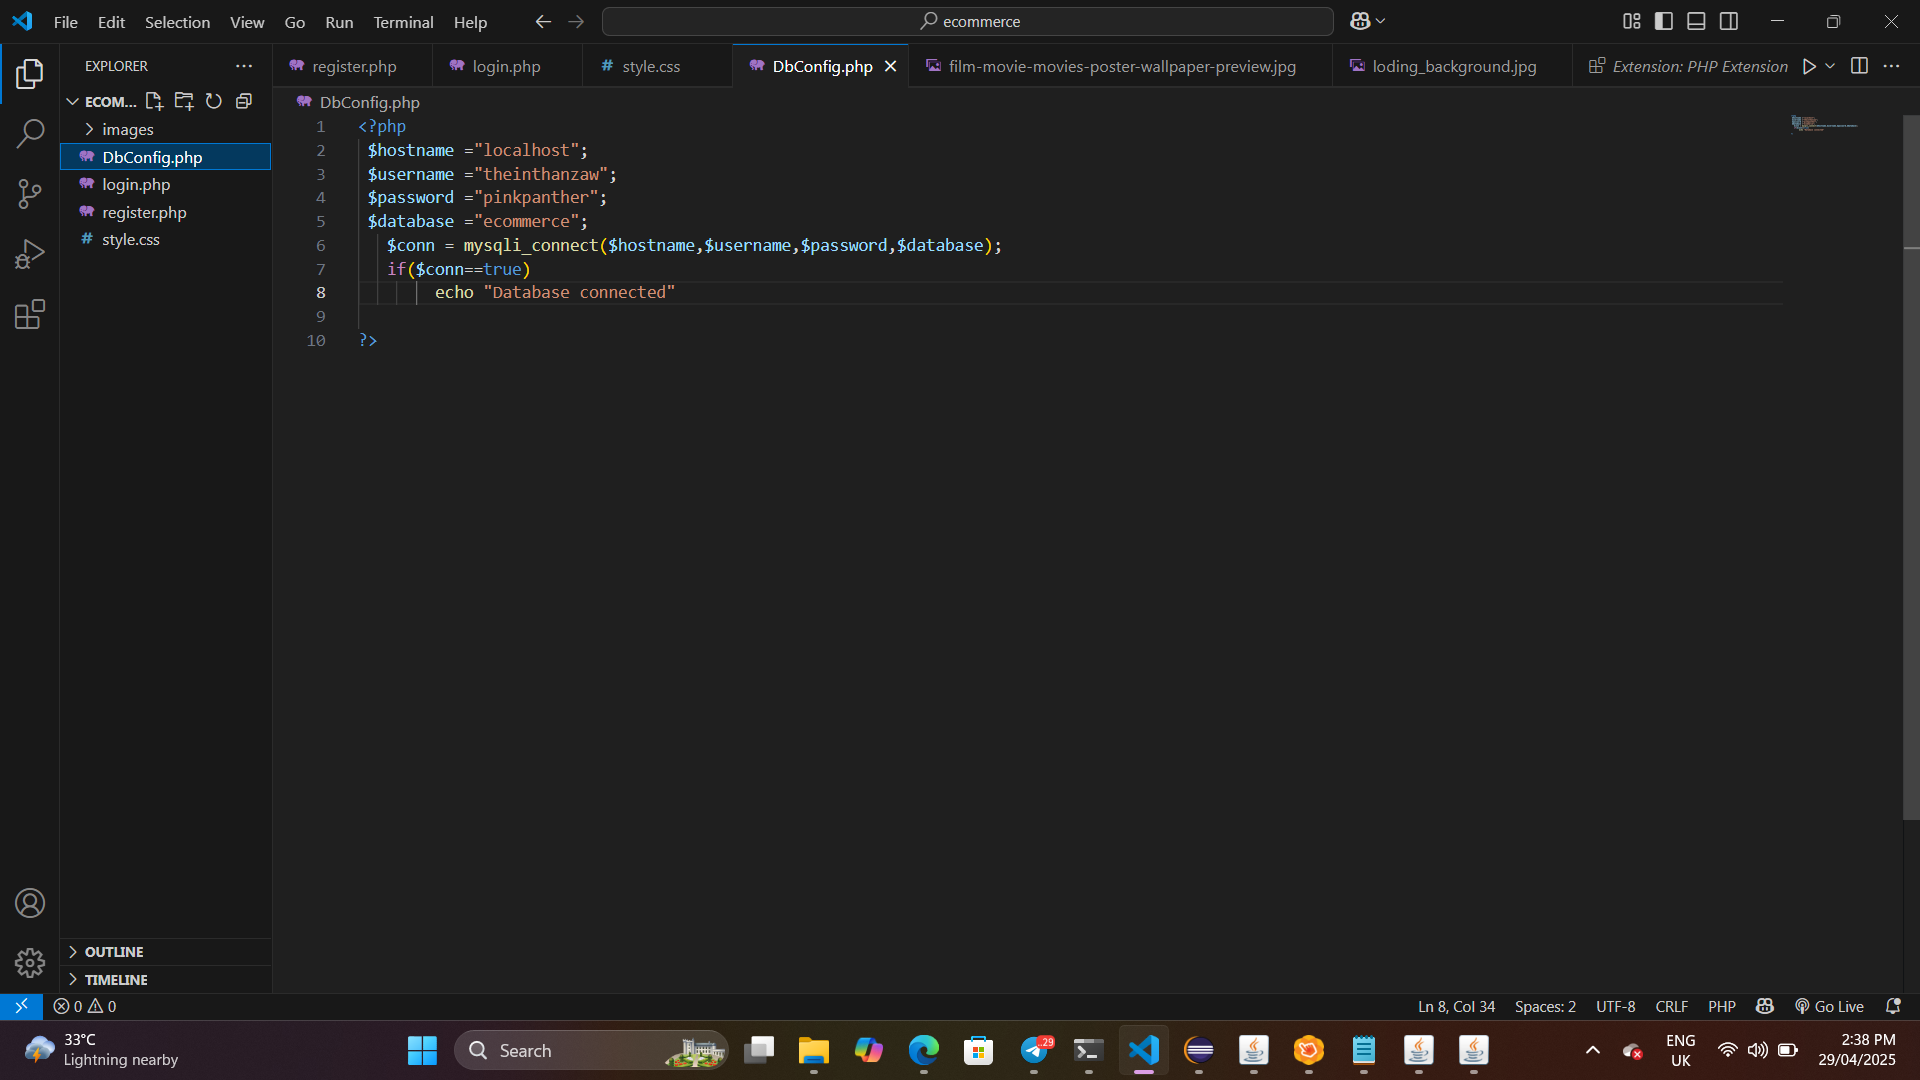 File Edit Selection View Go Run Terminal Help
ecommerce
EXPLORER
register.php
login.php
# style.css
DbConfig.php
film-movie-movies-poster-wallpaper-preview.jpg
loding_background.jpg
Extension: PHP Extension
ECOM...
images
DbConfig.php
login.php
register.php
# style.css
DbConfig.php
1 <?php
2 $hostname ="localhost";
3 $username ="theinthanzaw";
4 $password ="pinkpanther";
5 $database ="ecommerce";
6 $conn = mysqli_connect($hostname,$username,$password,$database);
7 if($conn==true)
8 echo "Database connected"
9
10 ?>
OUTLINE
TIMELINE
0 0
Ln 8, Col 34 Spaces: 2 UTF-8 CRLF PHP Go Live
33°C
Lightning nearby
Search
.29
ENG
UK
2:38 PM
29/04/2025